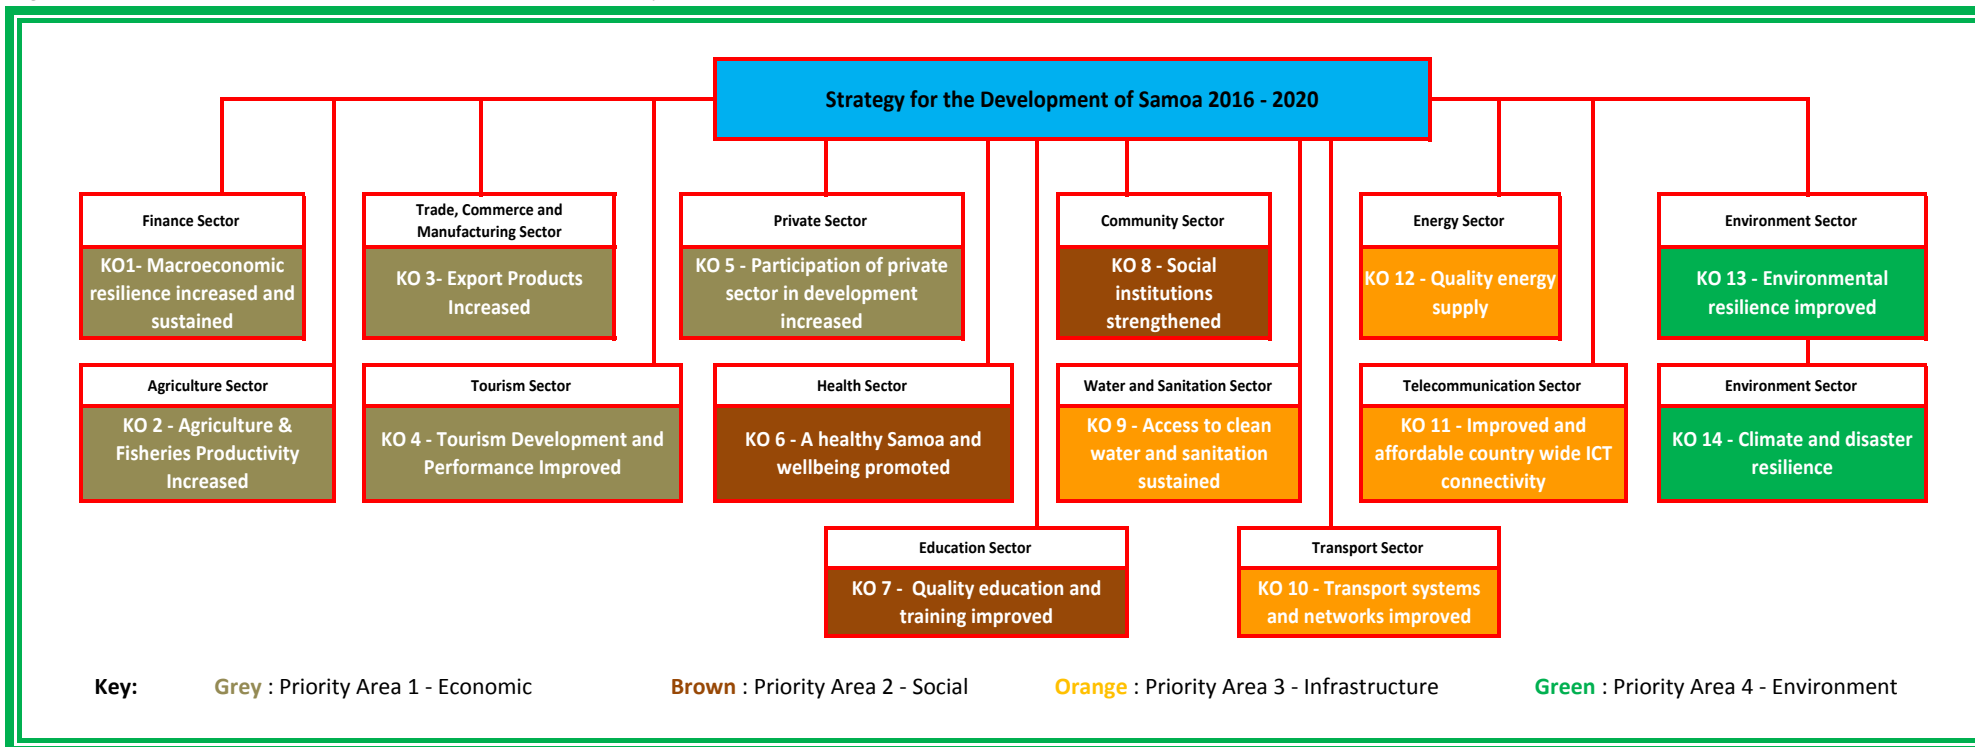 Strategy for the Development of Samoa 2016 - 2020
Finance Sector
KO1- Macroeconomic
resilience increased and
sustained
Trade, Commerce and
Manufacturing Sector
KO 3- Export Products
Increased
Private Sector
KO 5 - Participation of private
sector in development
increased
Community Sector
KO 8 - Social
institutions
strengthened
Energy Sector
KO 12 - Quality energy
supply
Environment Sector
KO 13 - Environmental
resilience improved
Agriculture Sector
KO 2 - Agriculture &
Fisheries Productivity
Increased
Tourism Sector
KO 4 - Tourism Development and
Performance Improved
Health Sector
KO 6 - A healthy Samoa and
wellbeing promoted
Water and Sanitation Sector
KO 9 - Access to clean
water and sanitation
sustained
Telecommunication Sector
KO 11 - Improved and
affordable country wide ICT
connectivity
Environment Sector
KO 14 - Climate and disaster
resilience
Education Sector
KO 7 - Quality education and
training improved
Transport Sector
KO 10 - Transport systems
and networks improved
Key: Grey : Priority Area 1 - Economic Brown : Priority Area 2 - Social Orange : Priority Area 3 - Infrastructure Green : Priority Area 4 - Environment